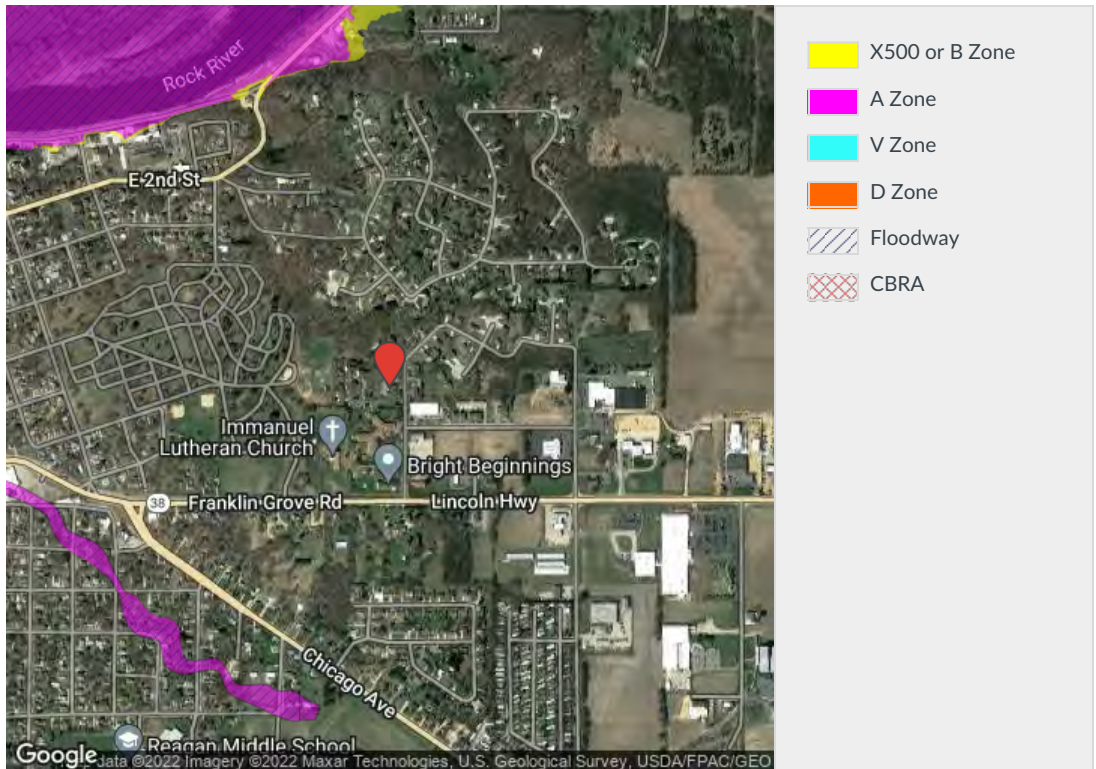 Rock River
E 2nd St
Immanuel
Lutheran Church
Bright Beginnings
38
Franklin Grove Rd
Lincoln Hwy
Chicago Ave
Reagan Middle School
Google
data ©2022 Imagery ©2022 Maxar Technologies, U.S. Geological Survey, USDA/FPAC/GEO
X500 or B Zone
A Zone
V Zone
D Zone
Floodway
CBRA